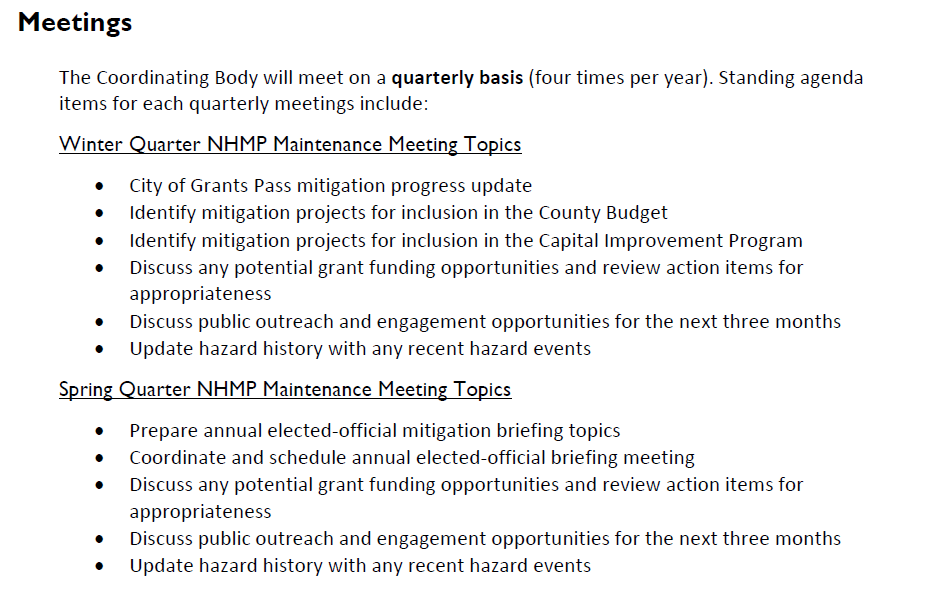 Meetings
The Coordinating Body will meet on a quarterly basis (four times per year). Standing agenda
items for each quarterly meetings include:
Winter Quarter NHMP Maintenance Meeting Topics
• City of Grants Pass mitigation progress update
• Identify mitigation projects for inclusion in the County Budget
• Identify mitigation projects for inclusion in the Capital Improvement Program
• Discuss any potential grant funding opportunities and review action items for
appropriateness
• Discuss public outreach and engagement opportunities for the next three months
• Update hazard history with any recent hazard events
Spring Quarter NHMP Maintenance Meeting Topics
• Prepare annual elected-official mitigation briefing topics
• Coordinate and schedule annual elected-official briefing meeting
• Discuss any potential grant funding opportunities and review action items for
appropriateness
• Discuss public outreach and engagement opportunities for the next three months
• Update hazard history with any recent hazard events